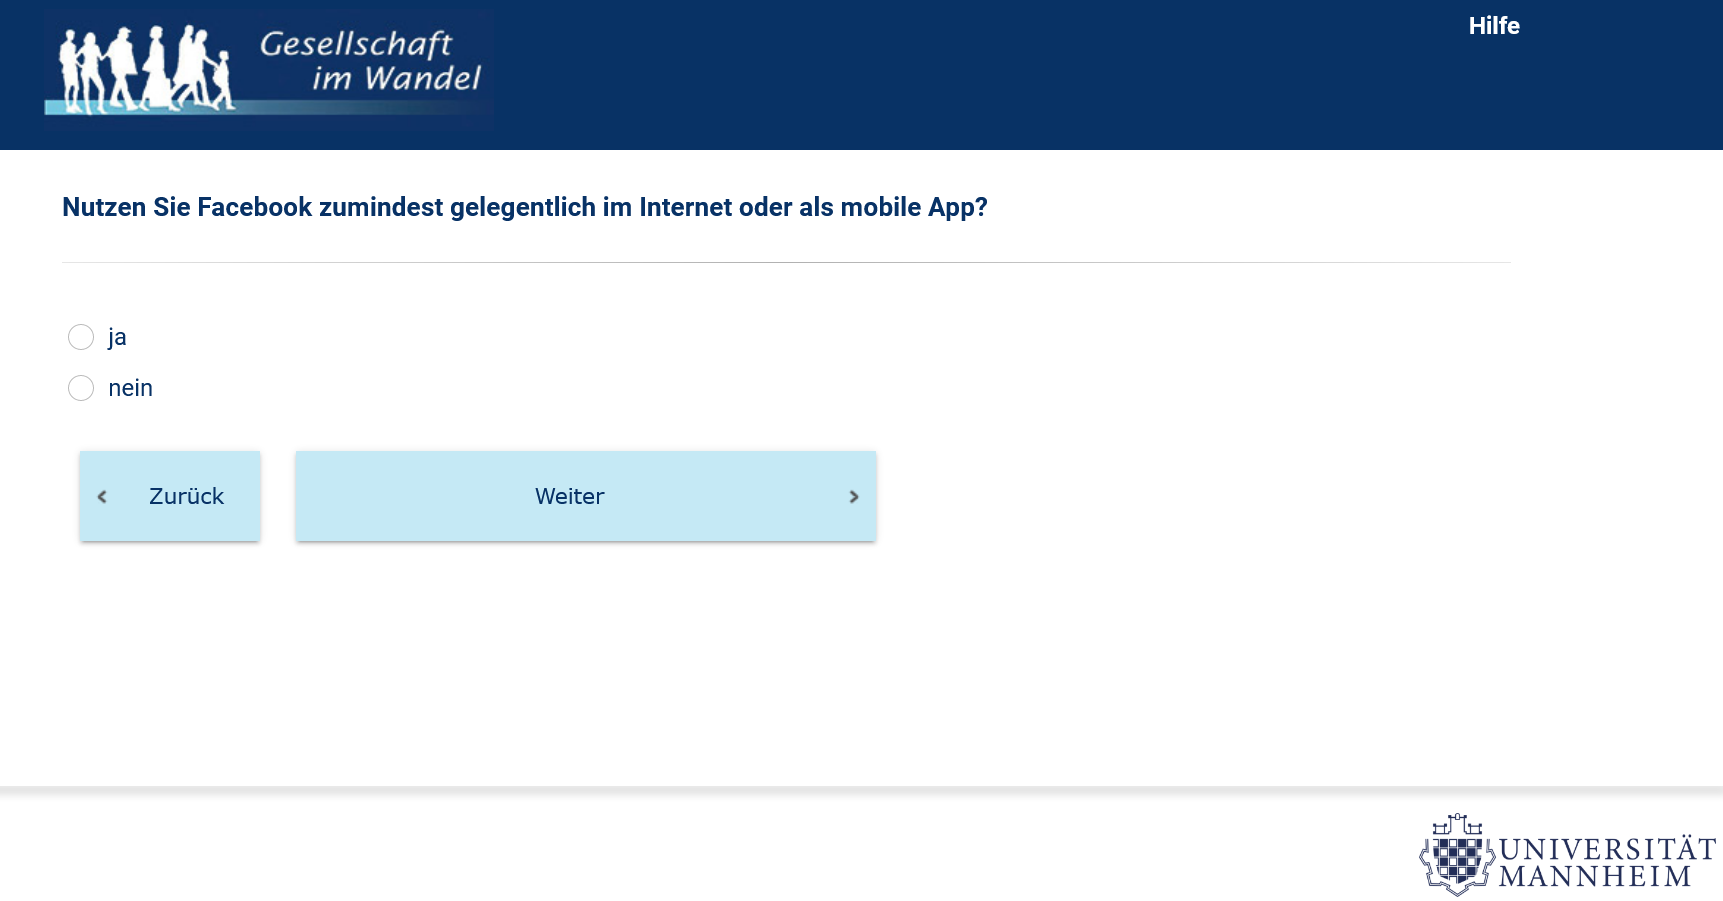 Gesellschaft
im Wandel
Hilfe
Nutzen Sie Facebook zumindest gelegentlich im Internet oder als mobile App?
ja
nein
Zurück
Weiter
UNIVERSITÄT
MANNHEIM